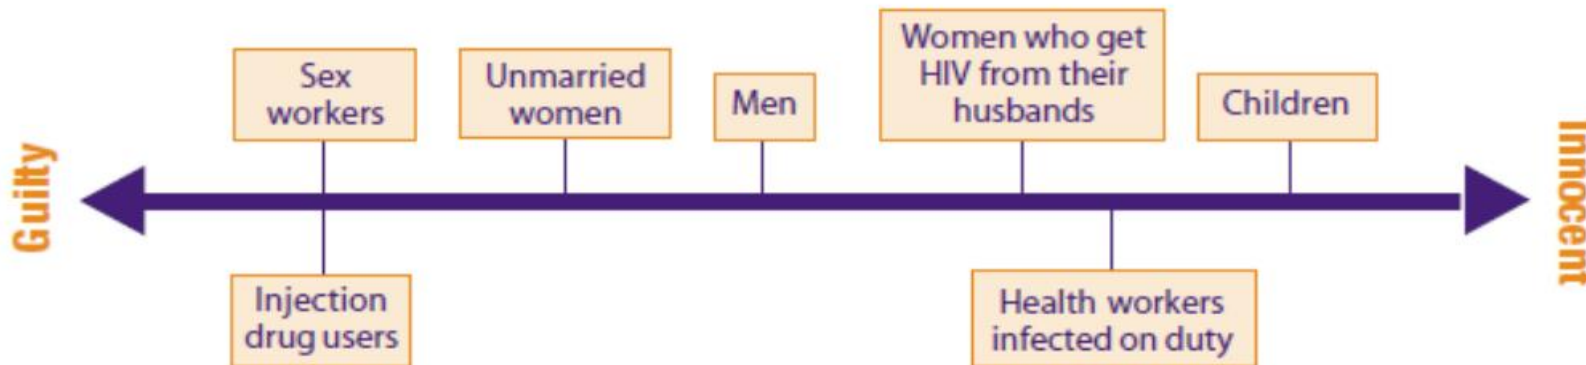 Guilty
Sex
workers
Unmarried
women
Men
Women who get
HIV from their
husbands
Children
Injection
drug users
Health workers
infected on duty
Innocent